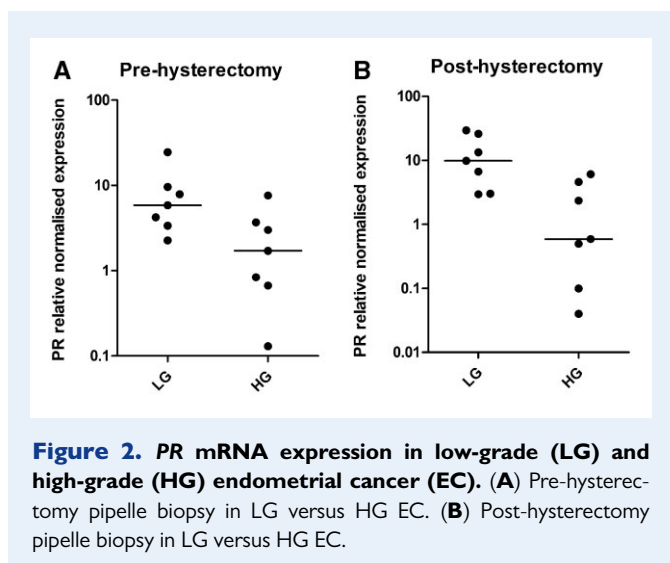 A
Pre-hysterectomy
PR relative normalised expression
100
10
1
0.1
LG
HG
B
Post-hysterectomy
PR relative normalised expression
100
10
1
0.1
0.01
LG
HG
Figure 2. PR mRNA expression in low-grade (LG) and
high-grade (HG) endometrial cancer (EC). (A) Pre-hysterec-
tomy pipelle biopsy in LG versus HG EC. (B) Post-hysterectomy
pipelle biopsy in LG versus HG EC.